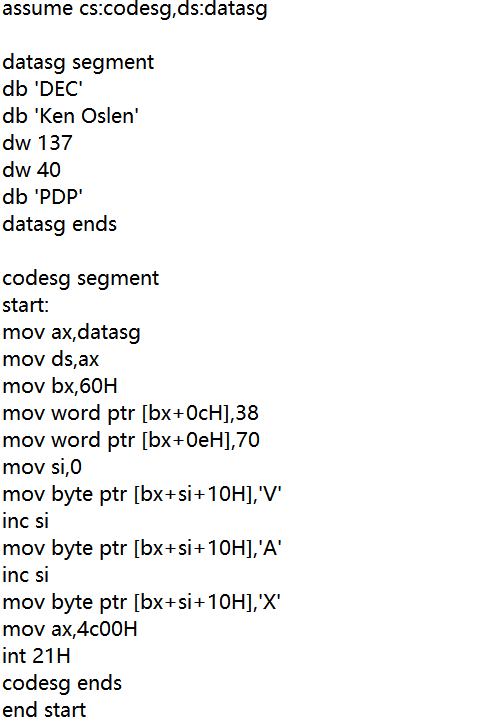 assume cs:codesg,ds:datasg
datasg segment
db 'DEC'
db 'Ken Oslen'
dw 137
dw 40
db 'PDP'
datasg ends
codesg segment
start:
mov ax,datasg
mov ds,ax
mov bx,60H
mov word ptr [bx+0cH],38
mov word ptr [bx+0eH],70
mov si,0
mov byte ptr [bx+si+10H],'V'
inc si
mov byte ptr [bx+si+10H],'A'
inc si
mov byte ptr [bx+si+10H],'X'
mov ax,4c00H
int 21H
codesg ends
end start